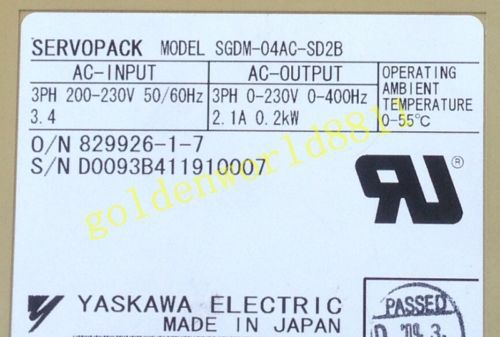 SERVOPACK MODEL SGDM-04AC-SD2B
AC-INPUT AC-OUTPUT OPERATING
AMBIENT
TEMPERATURE
0-55℃
3PH 200-230V 50/60Hz 3PH 0-230V 0-400Hz
3.4 2.1A 0.2kW
O/N 829926-1-7
S/N D0093B411910007
®
YASKAWA ELECTRIC
MADE IN JAPAN
PASSED